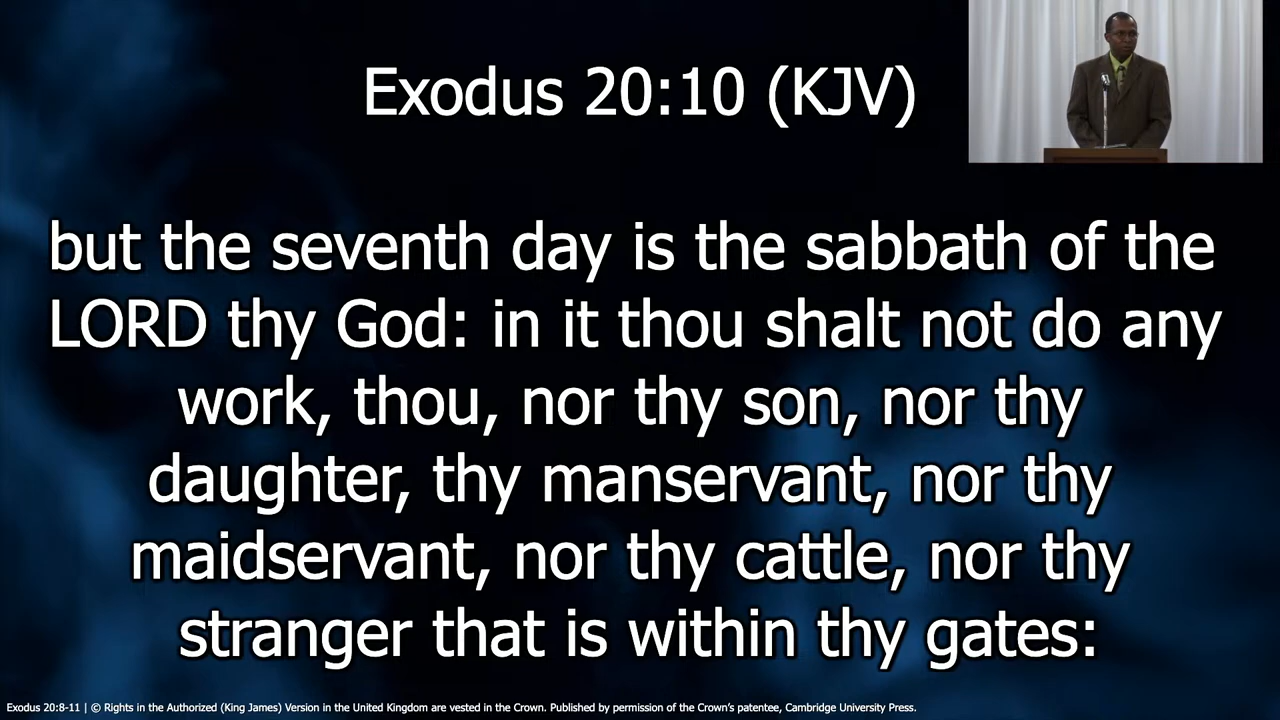 Exodus 20:10 (KJV)
but the seventh day is the sabbath of the
LORD thy God: in it thou shalt not do any
work, thou, nor thy son, nor thy
daughter, thy manservant, nor thy
maidservant, nor thy cattle, nor thy
stranger that is within thy gates:
Exodus 20:8-11 | © Rights in the Authorized (King James) Version in the United Kingdom are vested in the Crown. Published by permission of the Crown’s patentee, Cambridge University Press.